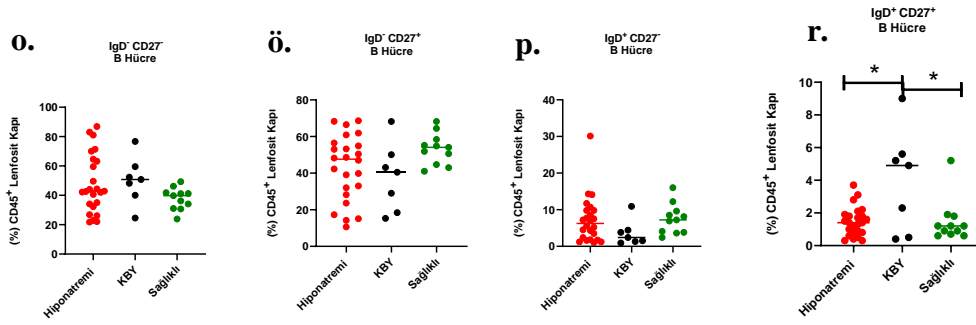 o.
IgD⁻ CD27⁻
B Hücre
(%) CD45⁺ Lenfosit Kapı
100
80
60
40
20
0
Hiponatremi
KBY
Sağlıklı
ö.
IgD⁻ CD27⁺
B Hücre
(%) CD45⁺ Lenfosit Kapı
80
60
40
20
0
Hiponatremi
KBY
Sağlıklı
p.
IgD⁺ CD27⁻
B Hücre
(%) CD45⁺ Lenfosit Kapı
40
30
20
10
0
Hiponatremi
KBY
Sağlıklı
r.
IgD⁺ CD27⁺
B Hücre
(%) CD45⁺ Lenfosit Kapı
10
8
6
4
2
0
*
*
Hiponatremi
KBY
Sağlıklı